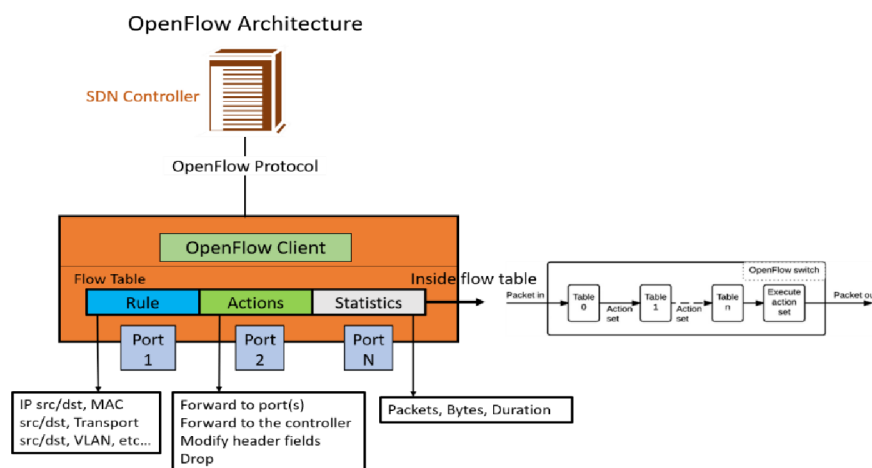 OpenFlow Architecture
SDN Controller
OpenFlow Protocol
OpenFlow Client
Flow Table
Inside flow table
Rule
Actions
Statistics
Port
1
Port
2
Port
N
IP src/dst, MAC
src/dst, Transport
src/dst, VLAN, etc...
Forward to port(s)
Forward to the controller
Modify header fields
Drop
Packets, Bytes, Duration
OpenFlow switch
Packet in
Table
0
Action
set
Table
1
Action
set
Table
n
Execute
action
set
Packet ou